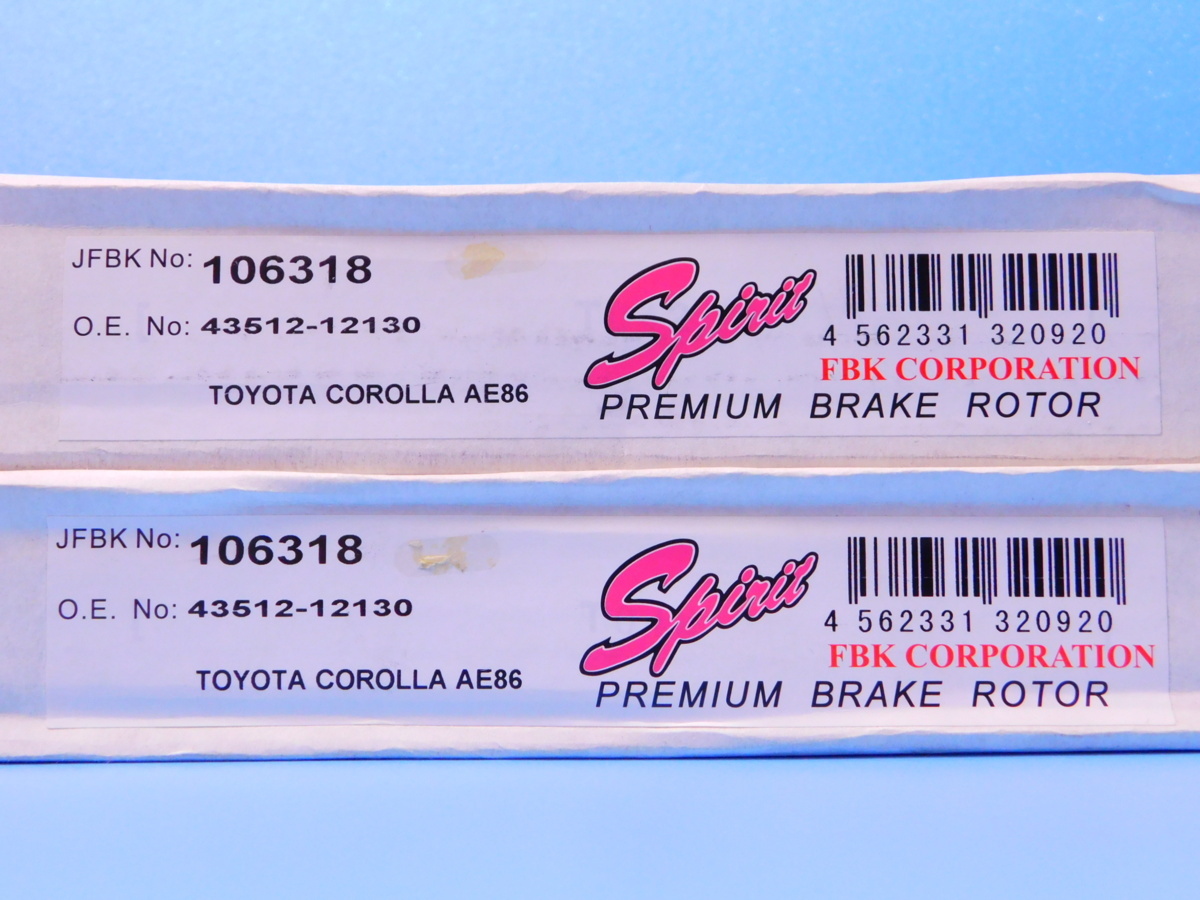 JFBK No: 106318
O.E. No: 43512-12130
TOYOTA COROLLA AE86
Spirit
4 562331 320920
FBK CORPORATION
PREMIUM BRAKE ROTOR
JFBK No: 106318
O.E. No: 43512-12130
TOYOTA COROLLA AE86
Spirit
4 562331 320920
FBK CORPORATION
PREMIUM BRAKE ROTOR